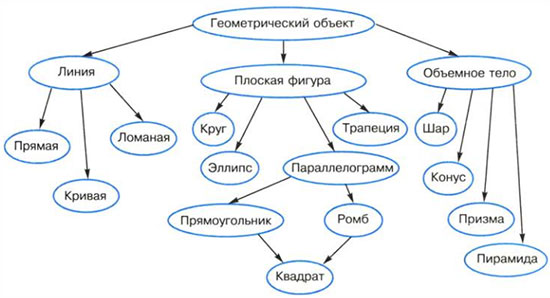 Геометрический объект
Линия
Плоская фигура
Объемное тело
Прямая
Кривая
Ломаная
Круг
Эллипс
Параллелограмм
Трапеция
Шар
Конус
Призма
Пирамида
Прямоугольник
Ромб
Квадрат